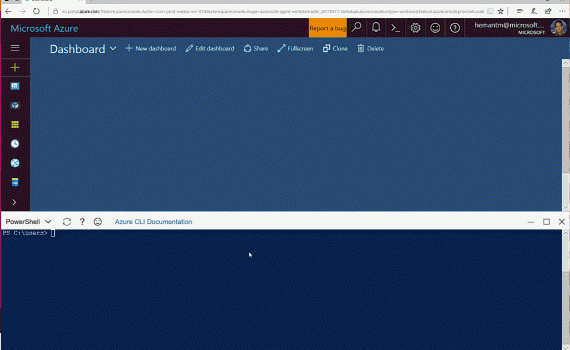 Microsoft Azure
Report a bug
hemantm@microsoft....
MICROSOFT
Dashboard
New dashboard
Edit dashboard
Share
Fullscreen
Clone
Delete
PowerShell
?
Azure CLI Documentation
PS C:\users>